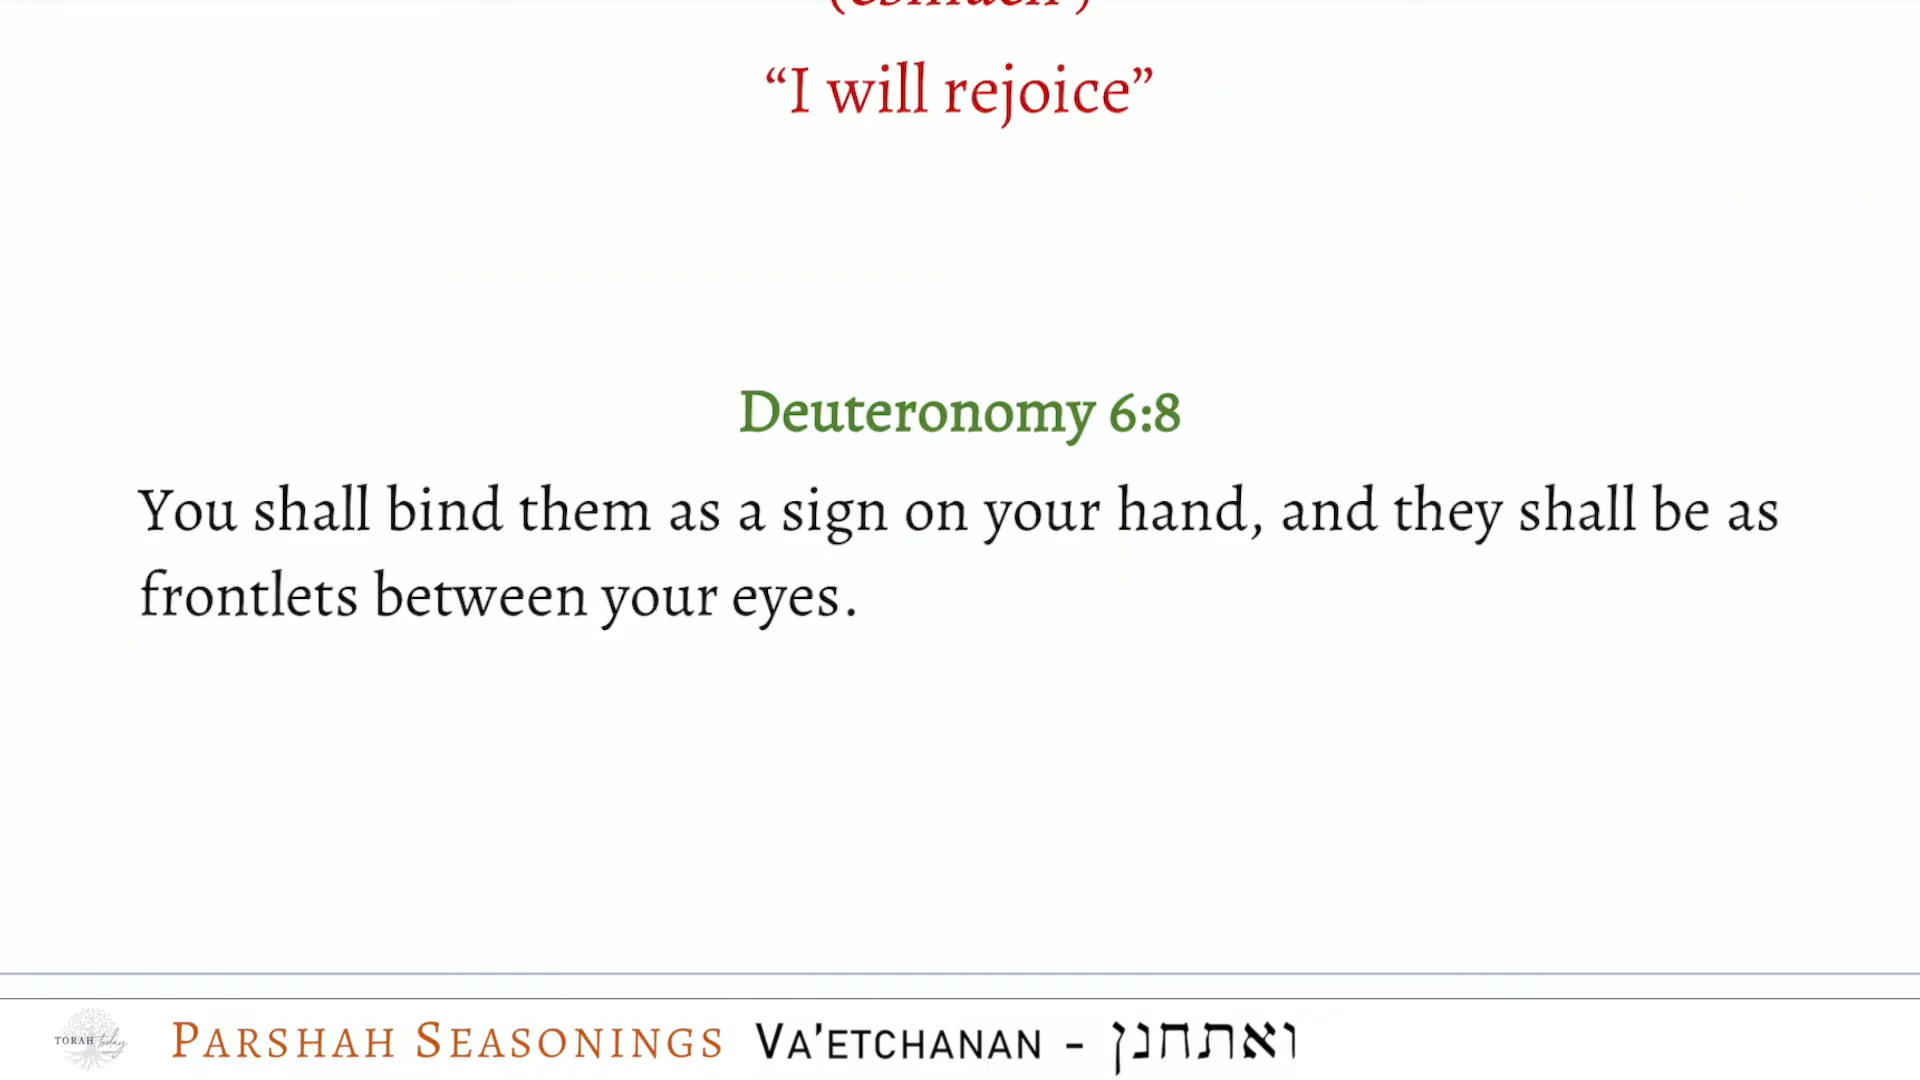 “I will rejoice”
Deuteronomy 6:8
You shall bind them as a sign on your hand, and they shall be as
frontlets between your eyes.
TORAH today
PARSHAH SEASONINGS VA’ETCHANAN - ואתחנן